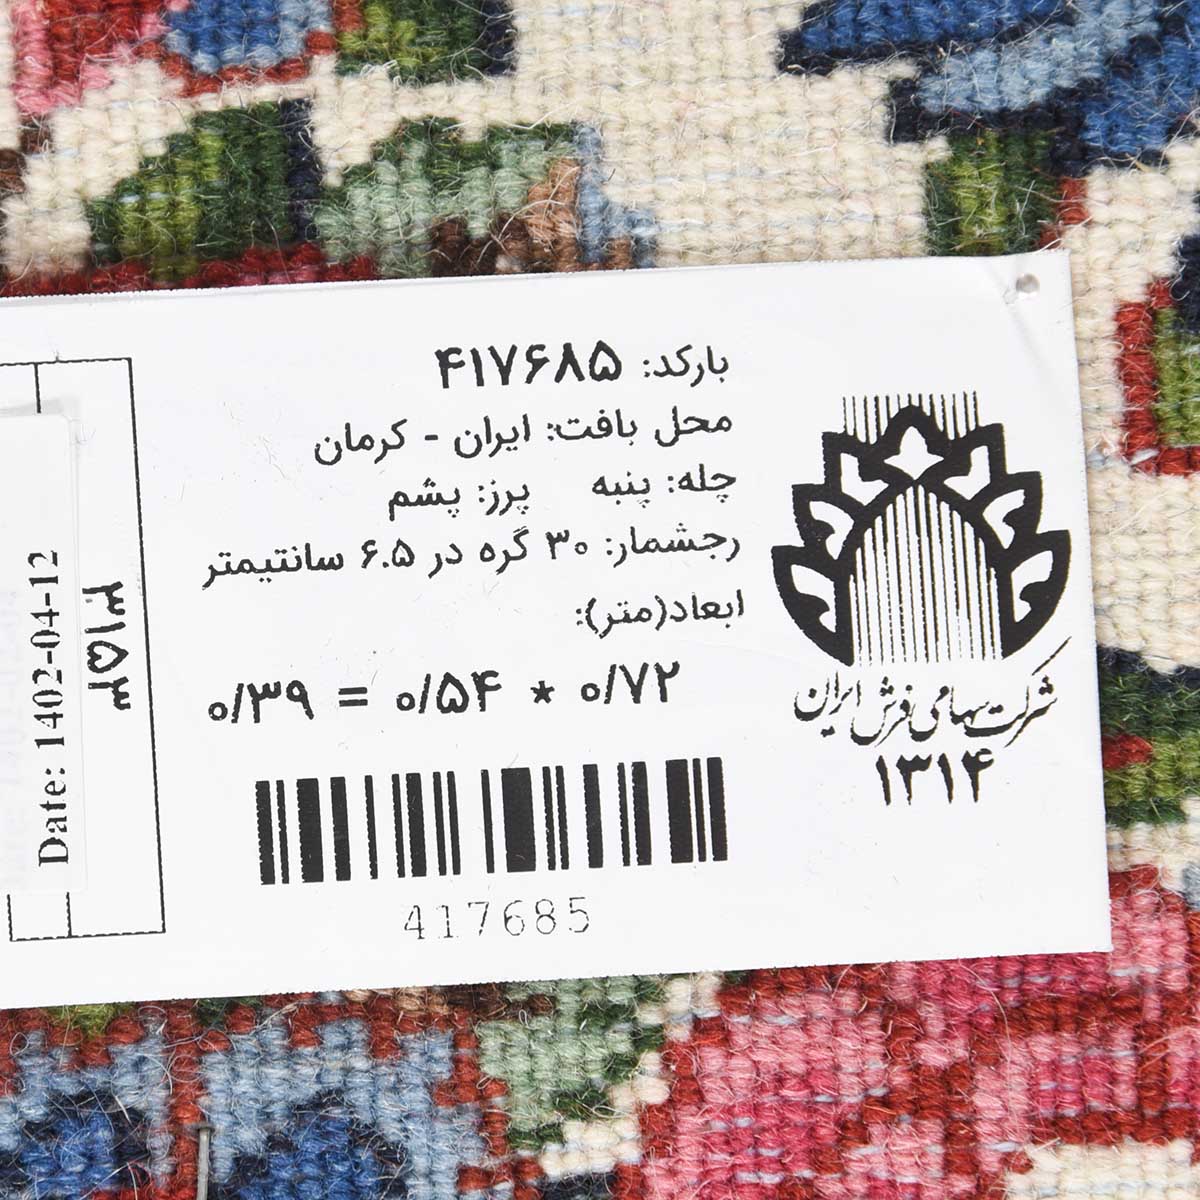 بارکد: ۴۱۷۶۸۵
محل بافت: ایران - کرمان
چله: پنبه پرز: پشم
رجشمار: ۳۰ گره در ۶.۵ سانتیمتر
ابعاد(متر):
۰/۷۲ * ۰/۵۴ = ۰/۳۹
417685
شرکت سهامی فرش ایران
۱۳۱۴
۳۱۵۳
Date: 1402-04-12